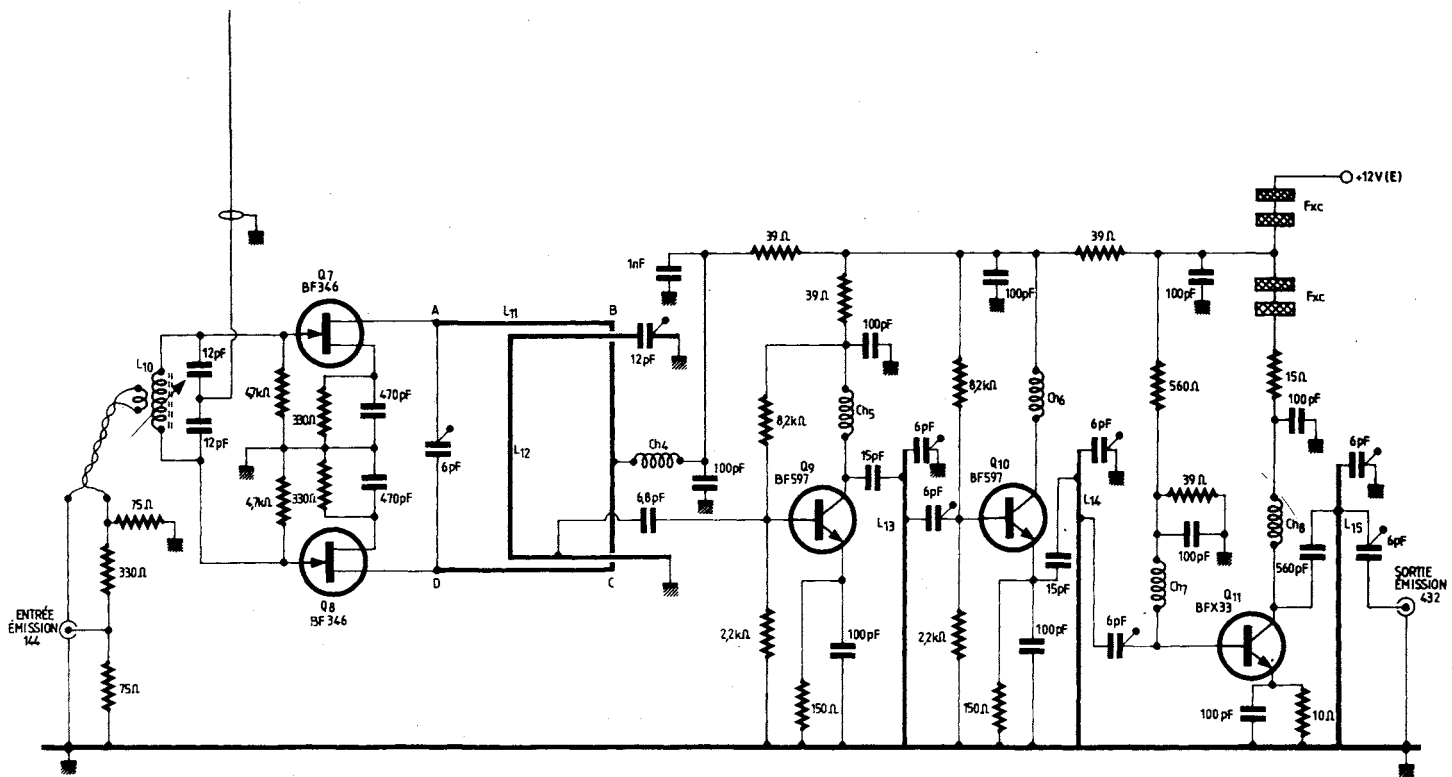 +12V(E)
Fxc
39Ω
39Ω
1nF
Q7
BF346
39Ω
100pF
100pF
Fxc
A
L11
B
12pF
100pF
L10
12pF
12pF
47kΩ
330Ω
470pF
8,2kΩ
Ch5
8,2kΩ
Ch6
560Ω
15Ω
100pF
6pF
L12
Ch4
100pF
6pF
6pF
6pF
4,7kΩ
330Ω
470pF
6,8pF
Q9
BF597
15pF
L13
6pF
Q10
BF597
L14
39Ω
100pF
Ch8
L15
6pF
75Ω
330Ω
D
C
15pF
Ch7
560pF
Q8
BF346
Q11
BFX33
SORTIE
ÉMISSION
432
ENTRÉE
ÉMISSION
144
6pF
75Ω
2,2kΩ
100pF
2,2kΩ
100pF
150Ω
150Ω
100pF
10Ω